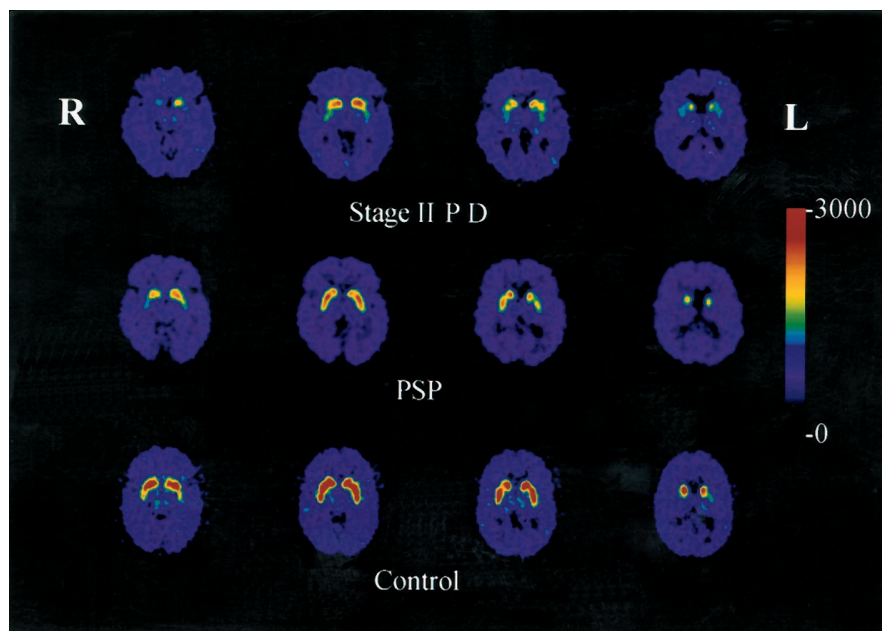 R
L
Stage II P D
-3000
PSP
-0
Control